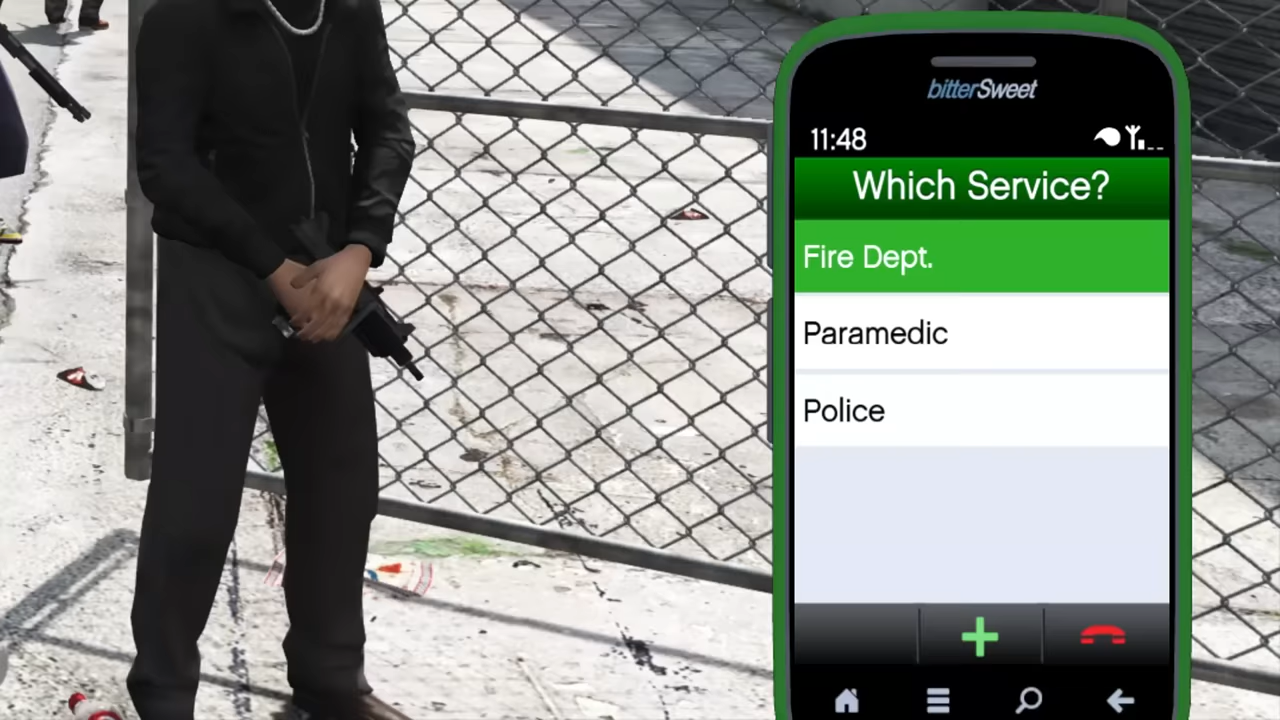 bitterSweet
11:48
Which Service?
Fire Dept.
Paramedic
Police